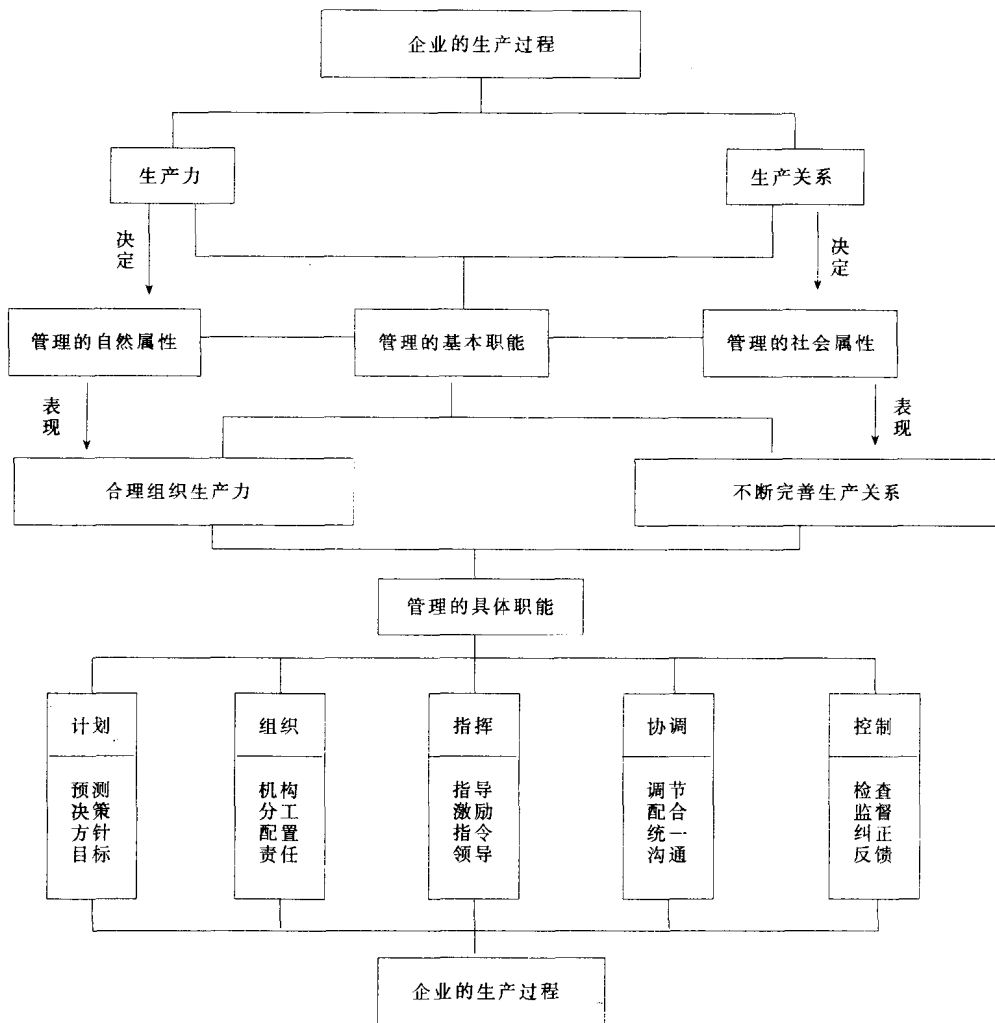 企业的生产过程
生产力
生产关系
决定
决定
管理的自然属性
管理的基本职能
管理的社会属性
表现
表现
合理组织生产力
不断完善生产关系
管理的具体职能
计划
组织
指挥
协调
控制
预测
决策
方针
目标
机构
分工
配置
责任
指导
激励
指令
领导
调节
配合
统一
沟通
检查
监督
纠正
反馈
企业的生产过程